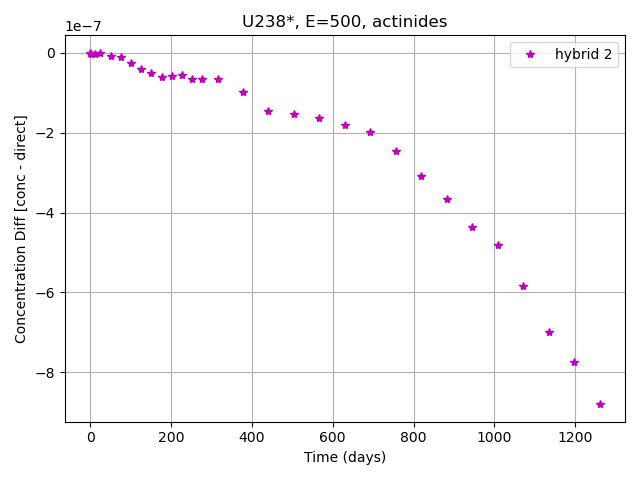 U238*, E=500, actinides
1e−7
hybrid 2
0
−2
−4
−6
−8
Concentration Diff [conc - direct]
0 200 400 600 800 1000 1200
Time (days)